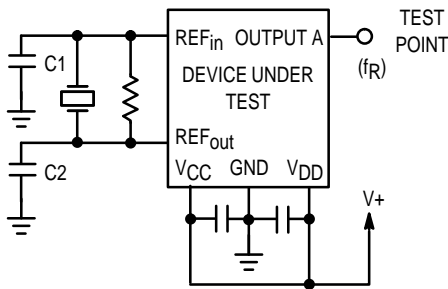 TEST
POINT
(fR)
C1
REFin OUTPUT A
DEVICE UNDER
TEST
REFout
C2
VCC GND VDD
V+